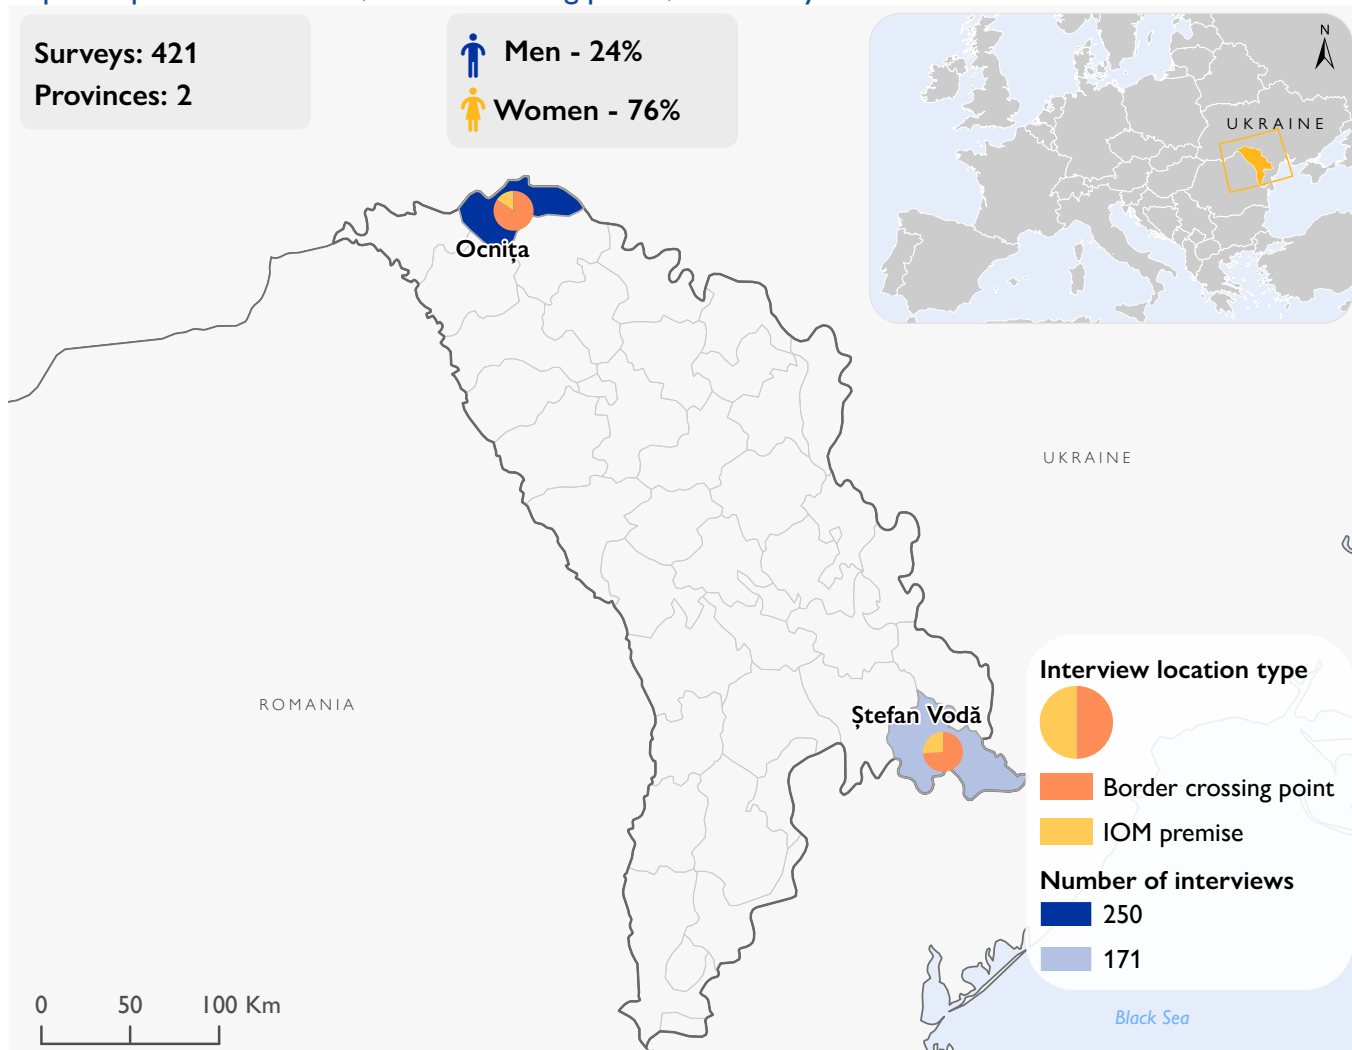 Surveys: 421
Provinces: 2
Men - 24%
Women - 76%
N
UKRAINE
Ocnița
UKRAINE
ROMANIA
Ștefan Vodă
Interview location type
Border crossing point
IOM premise
Number of interviews
250
171
0 50 100 Km
Black Sea